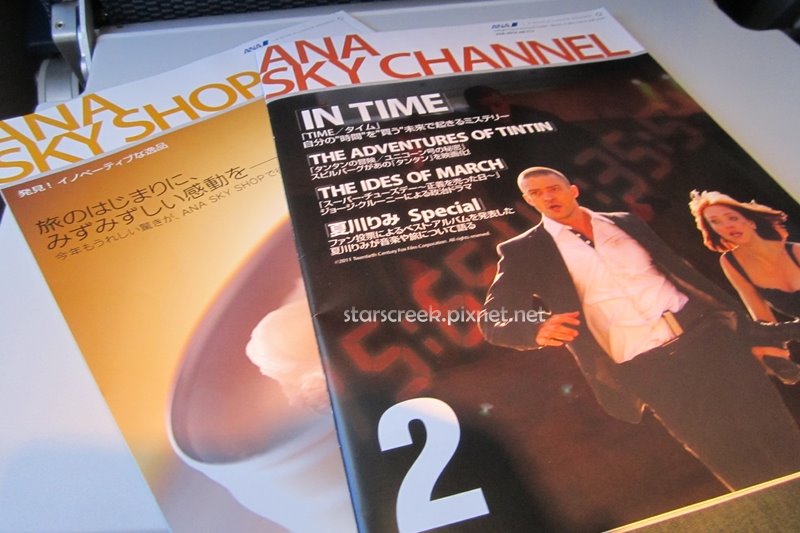 ANA
SKY SHOP
発見!イノベーティブな逸品
旅のはじまりに、
みずみずしい感動を
今年もうれしい驚きが、ANA SKY SHOPで
ANA
ANA
SKY CHANNEL
IN TIME
「TIME/タイム」
自分の"時間"を"買う"未来で起きるミステリー
THE ADVENTURES OF TINTIN
「タンタンの冒険/ユニコーン号の秘密」
スピルバーグがあの「タンタン」を映画化
THE IDES OF MARCH
「スーパー・チューズデー~正義を売った日~」
ジョージ・クルーニーによる政治ドラマ
夏川りみ Special
ファン投票によるベストアルバムを発表した
夏川りみが音楽や旅について語る
©2011 Twentieth Century Fox Film Corporation. All rights reserved.
starscreek.pixnet.net
2